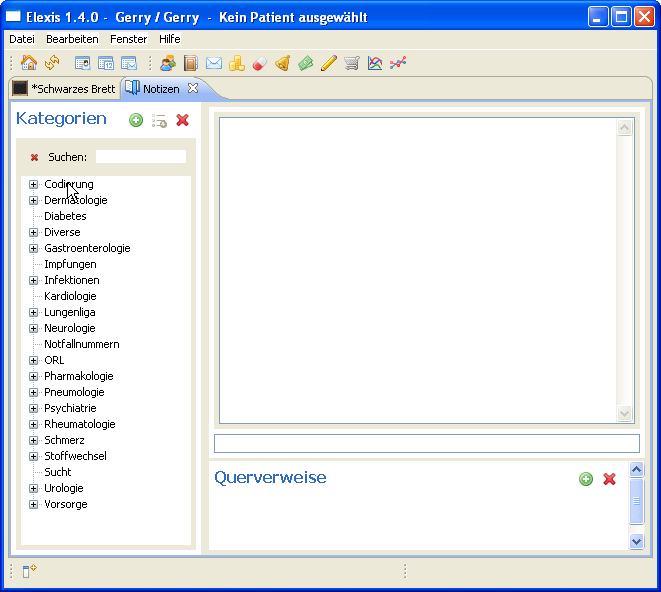 Elexis 1.4.0 - Gerry / Gerry - Kein Patient ausgewählt
Datei Bearbeiten Fenster Hilfe
*Schwarzes Brett Notizen
Kategorien
Suchen:
Codierung
Dermatologie
Diabetes
Diverse
Gastroenterologie
Impfungen
Infektionen
Kardiologie
Lungenliga
Neurologie
Notfallnummern
ORL
Pharmakologie
Pneumologie
Psychiatrie
Rheumatologie
Schmerz
Stoffwechsel
Sucht
Urologie
Vorsorge
Querverweise